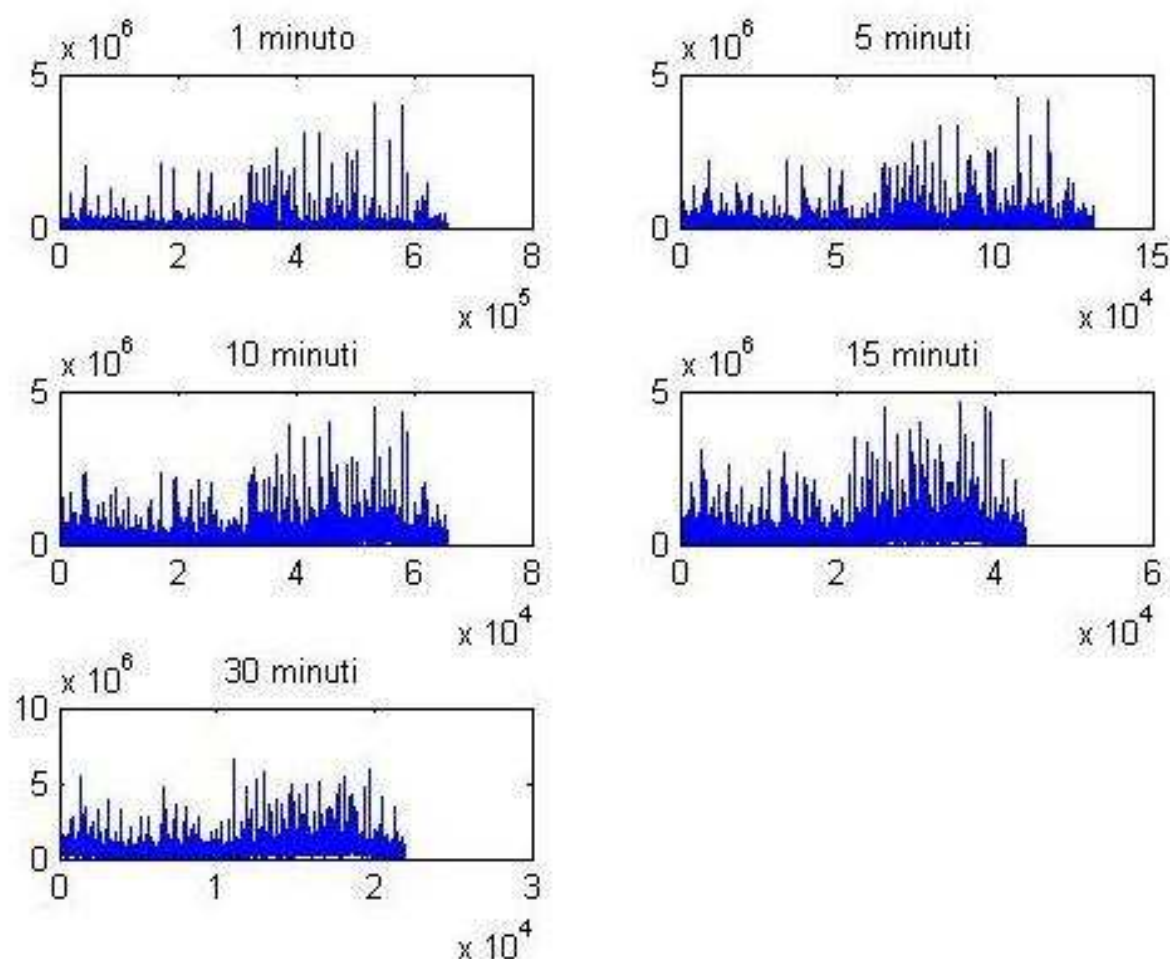 x 10^6 1 minuto
5
0
0 2 4 6 8
x 10^5
x 10^6 5 minuti
5
0
0 5 10 15
x 10^4
x 10^6 10 minuti
5
0
0 2 4 6 8
x 10^4
x 10^6 15 minuti
5
0
0 2 4 6
x 10^4
x 10^6 30 minuti
10
5
0
0 1 2 3
x 10^4